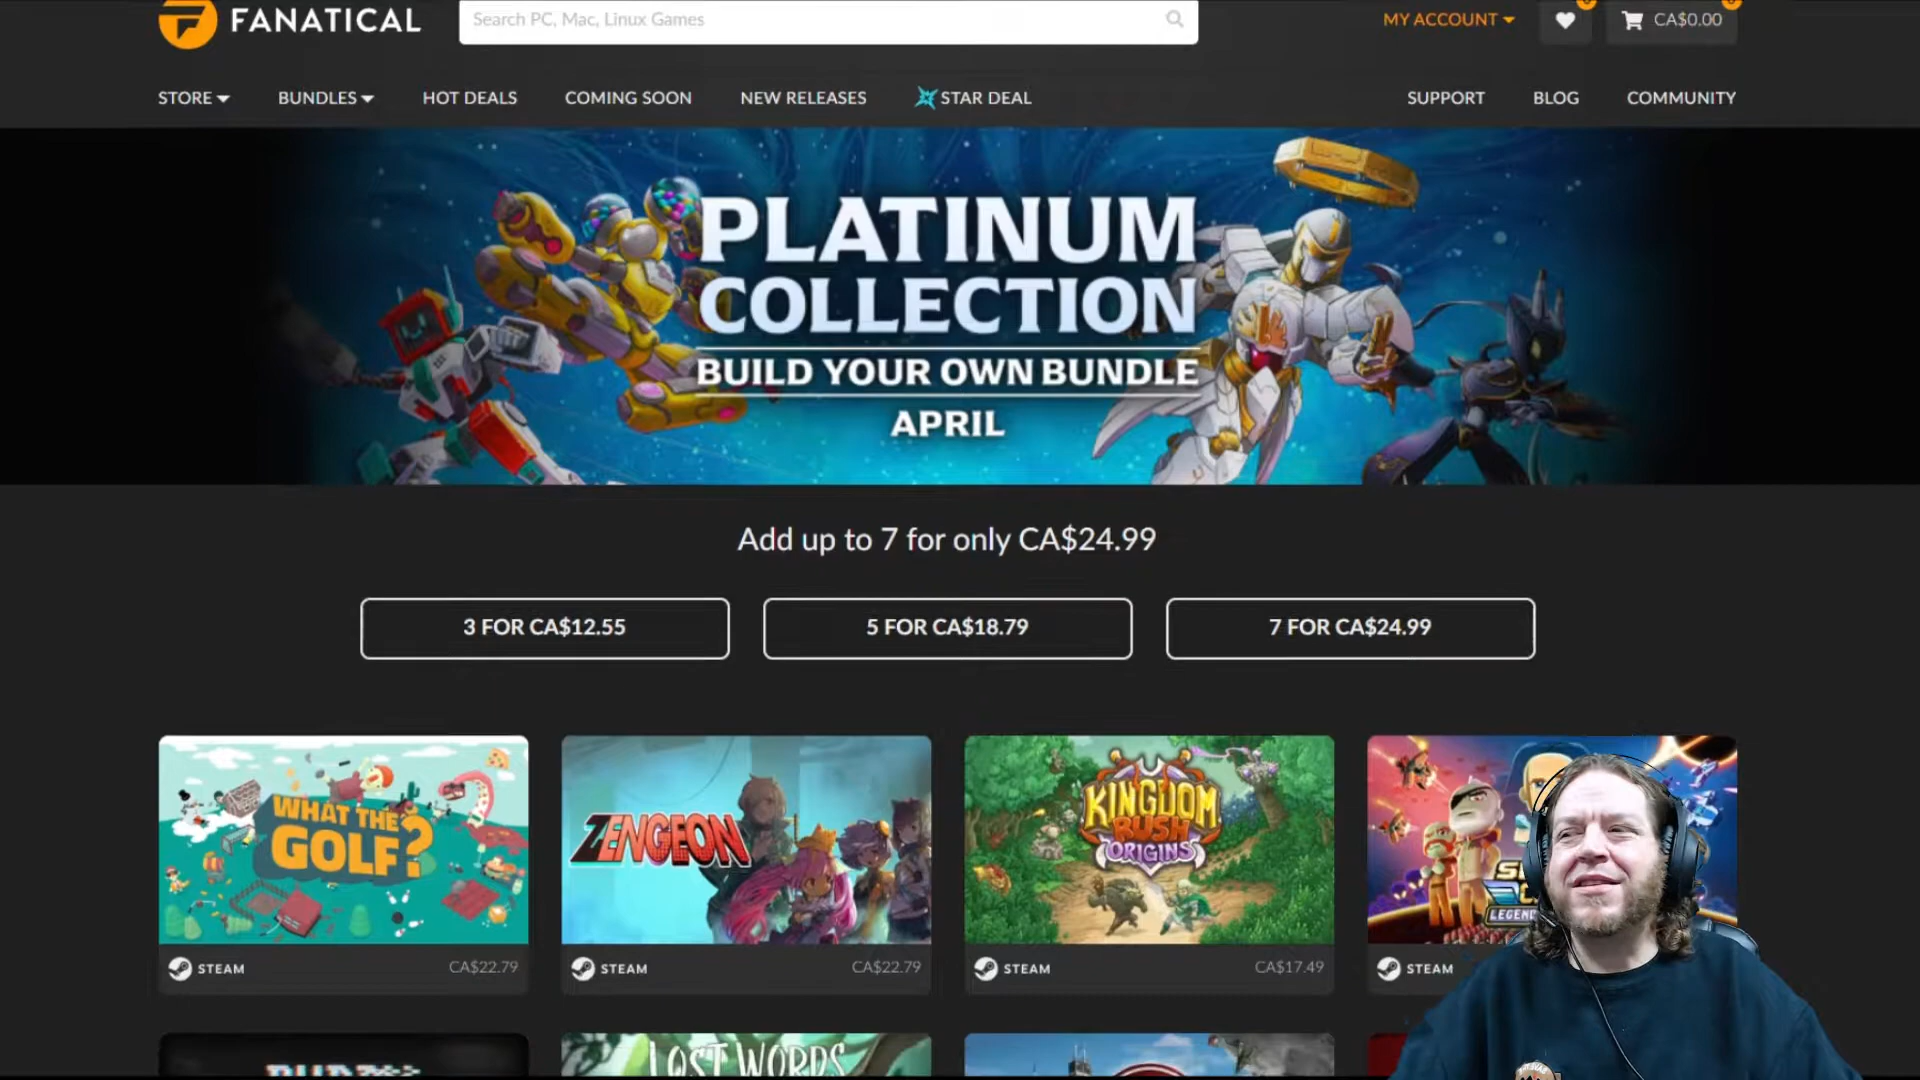 FANATICAL
Search PC, Mac, Linux Games
MY ACCOUNT
CA$0.00
STORE
BUNDLES
HOT DEALS
COMING SOON
NEW RELEASES
STAR DEAL
SUPPORT
BLOG
COMMUNITY
PLATINUM
COLLECTION
BUILD YOUR OWN BUNDLE
APRIL
Add up to 7 for only CA$24.99
3 FOR CA$12.55
5 FOR CA$18.79
7 FOR CA$24.99
WHAT THE
GOLF?
ZENGEON
KINGDOM
RUSH
ORIGINS
STEAM
CA$22.79
STEAM
CA$22.79
STEAM
CA$17.49
STEAM
LOST WORDS